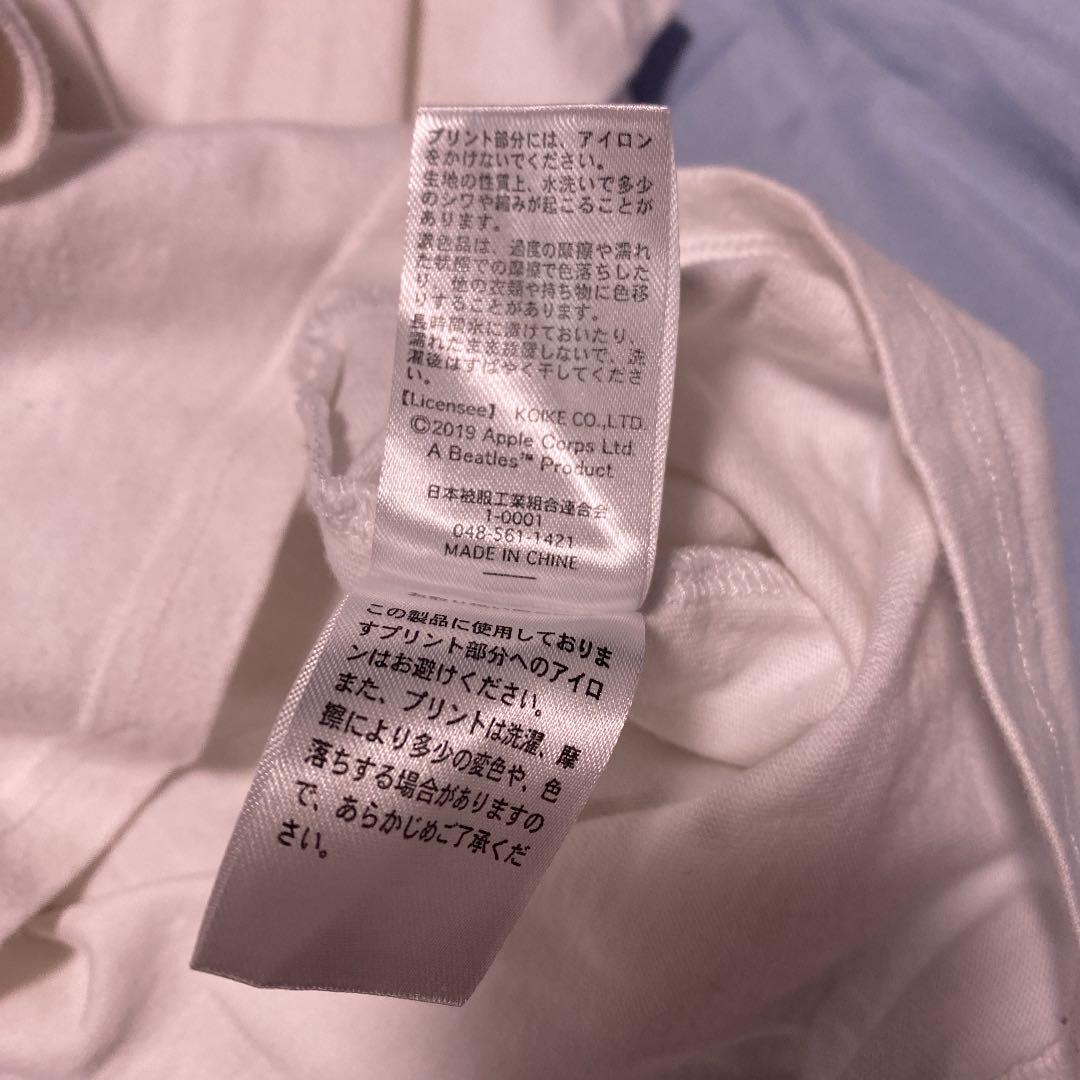 プリント部分には、アイロン
をかけないでください。
生地の性質上、水洗いで多少
のシワや縮みが起こることが
あります。
濃色品は、過度の摩擦や濡れ
た状態での摩擦で色落ちした
り、他の衣類や持ち物に色移
りすることがあります。
長時間水に漬けておいたり、
濡れたまま放置しないで、洗
濯後はすばやく干してくださ
い。
【Licensee】 KOIKE CO.,LTD
©2019 Apple Corps Ltd
A Beatles™ Product
日本被服工業組合連合会
1-0001
048-561-1421
MADE IN CHINE
この製品に使用しておりま
すプリント部分へのアイロ
ンはお避けください。
また、プリントは洗濯、摩
擦により多少の変色や、色
落ちする場合がありますの
で、あらかじめご了承くだ
さい。